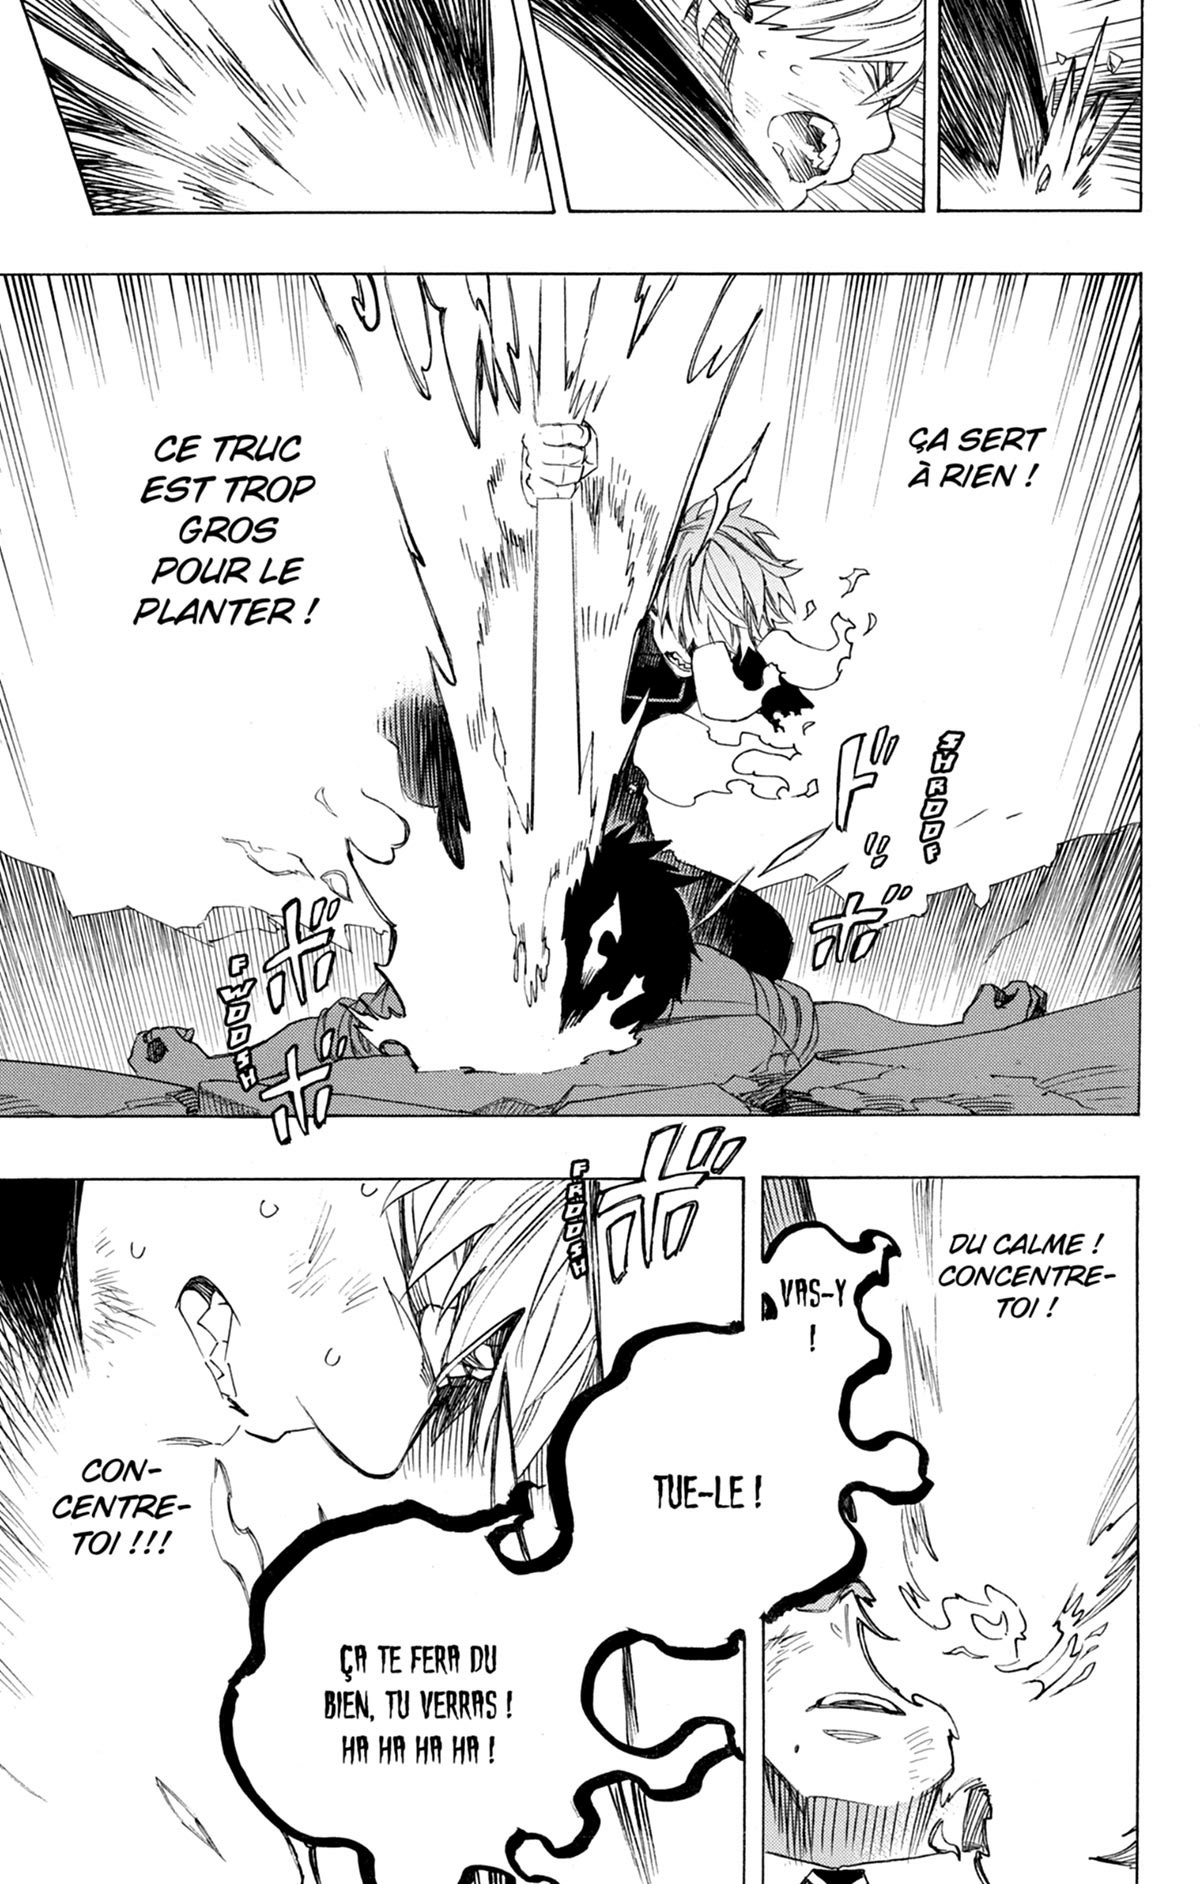 ÇA SERT
À RIEN !
CE TRUC
EST TROP
GROS
POUR LE
PLANTER !
ド
SHROOF
ボ
ボ
FWOOSH
ボ
ボ
FROOSH
DU CALME !
CONCENTRE-
TOI !
VAS-Y
!
TUE-LE !
ÇA TE FERA DU
BIEN, TU VERRAS !
HA HA HA HA !
CON-
CENTRE-
TOI !!!